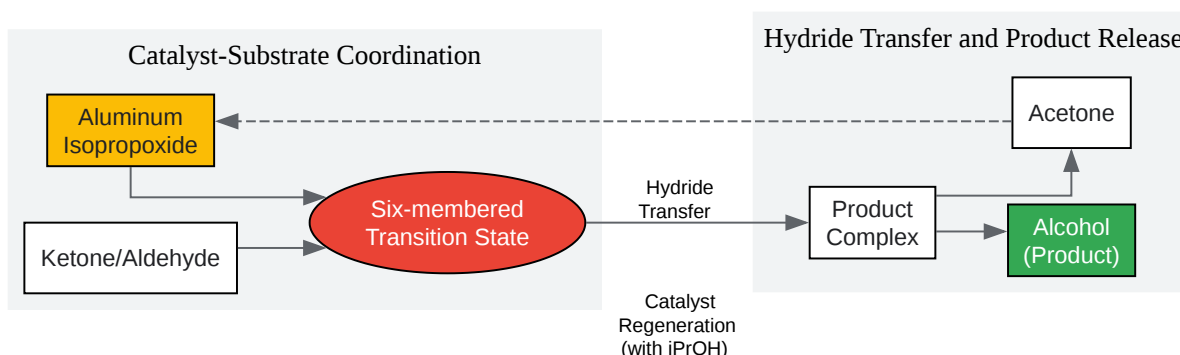 Catalyst-Substrate Coordination
Hydride Transfer and Product Release
Aluminum
Isopropoxide
Acetone
Six-membered
Transition State
Hydride
Transfer
Product
Complex
Alcohol
(Product)
Ketone/Aldehyde
Catalyst
Regeneration
(with iPrOH)